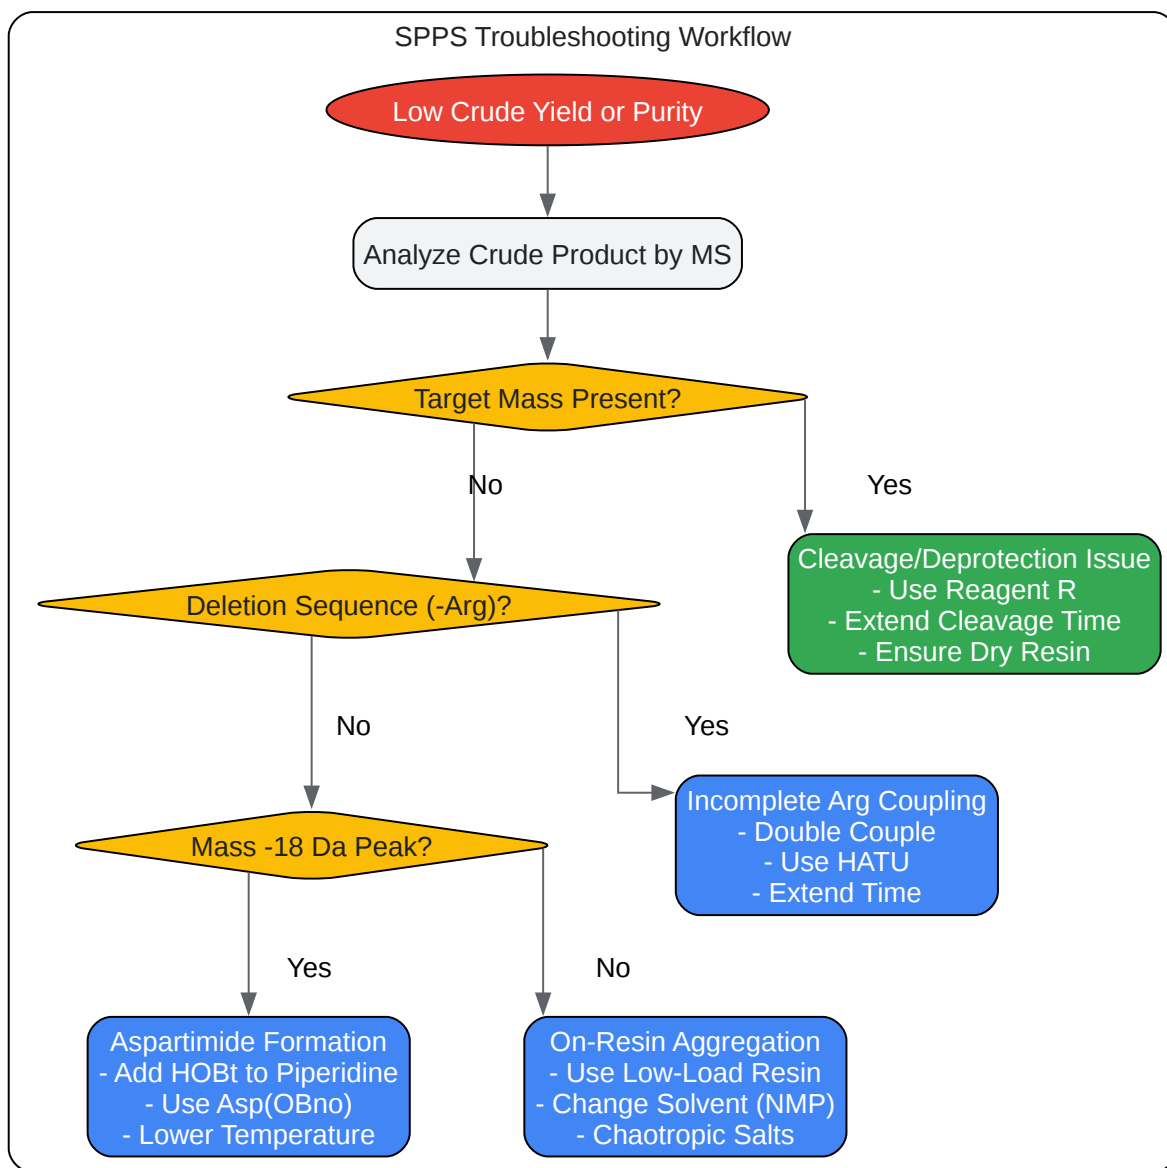 SPPS Troubleshooting Workflow
Low Crude Yield or Purity
Analyze Crude Product by MS
Target Mass Present?
No
Yes
Cleavage/Deprotection Issue
- Use Reagent R
- Extend Cleavage Time
- Ensure Dry Resin
Deletion Sequence (-Arg)?
No
Yes
Incomplete Arg Coupling
- Double Couple
- Use HATU
- Extend Time
Mass -18 Da Peak?
Yes
No
Aspartimide Formation
- Add HOBt to Piperidine
- Use Asp(OBno)
- Lower Temperature
On-Resin Aggregation
- Use Low-Load Resin
- Change Solvent (NMP)
- Chaotropic Salts